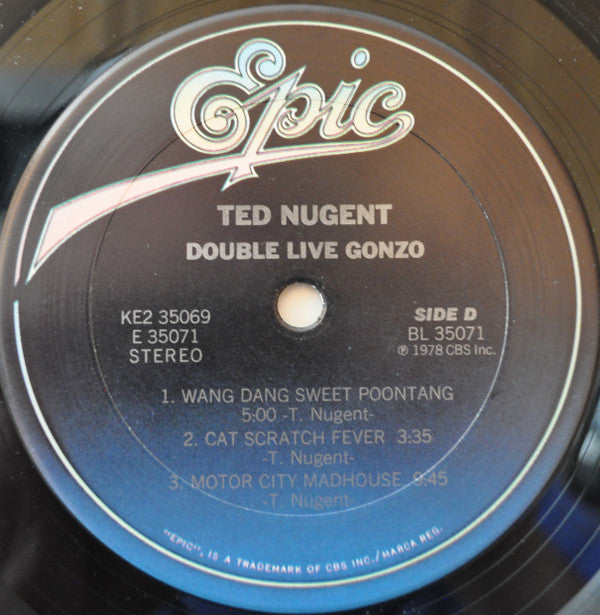 Epic
TED NUGENT
DOUBLE LIVE GONZO
KE2 35069
E 35071
STEREO
SIDE D
BL 35071
℗ 1978 CBS Inc.
1. WANG DANG SWEET POONTANG
5:00 -T. Nugent-
2. CAT SCRATCH FEVER 3:35
-T. Nugent-
3. MOTOR CITY MADHOUSE 9:45
-T. Nugent-
"EPIC", IS A TRADEMARK OF CBS INC./MARCA REG.